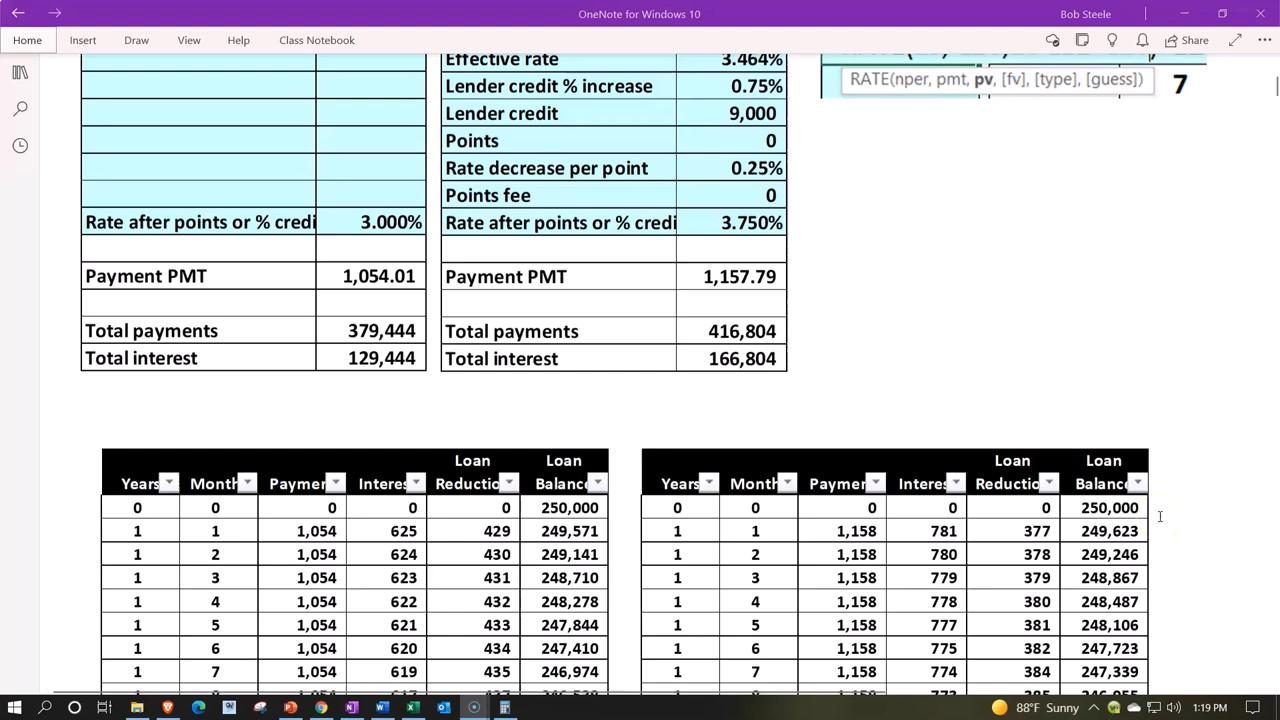 OneNote for Windows 10
Bob Steele
Home Insert Draw View Help Class Notebook
Share
Effective rate 3.464%
Lender credit % increase 0.75%
Lender credit 9,000
Points 0
Rate decrease per point 0.25%
Points fee 0
Rate after points or % credi 3.000%
Rate after points or % credi 3.750%
Payment PMT 1,054.01
Payment PMT 1,157.79
Total payments 379,444
Total payments 416,804
Total interest 129,444
Total interest 166,804
RATE(nper, pmt, pv, [fv], [type], [guess])
7
Loan Loan
Years Month Paymer Interes Reductio Balance
0 0 0 0 0 250,000
1 1 1,054 625 429 249,571
1 2 1,054 624 430 249,141
1 3 1,054 623 431 248,710
1 4 1,054 622 432 248,278
1 5 1,054 621 433 247,844
1 6 1,054 620 434 247,410
1 7 1,054 619 435 246,974
Loan Loan
Years Month Paymer Interes Reductio Balance
0 0 0 0 0 250,000
1 1 1,158 781 377 249,623
1 2 1,158 780 378 249,246
1 3 1,158 779 379 248,867
1 4 1,158 778 380 248,487
1 5 1,158 777 381 248,106
1 6 1,158 775 382 247,723
1 7 1,158 774 384 247,339
88°F Sunny
1:19 PM